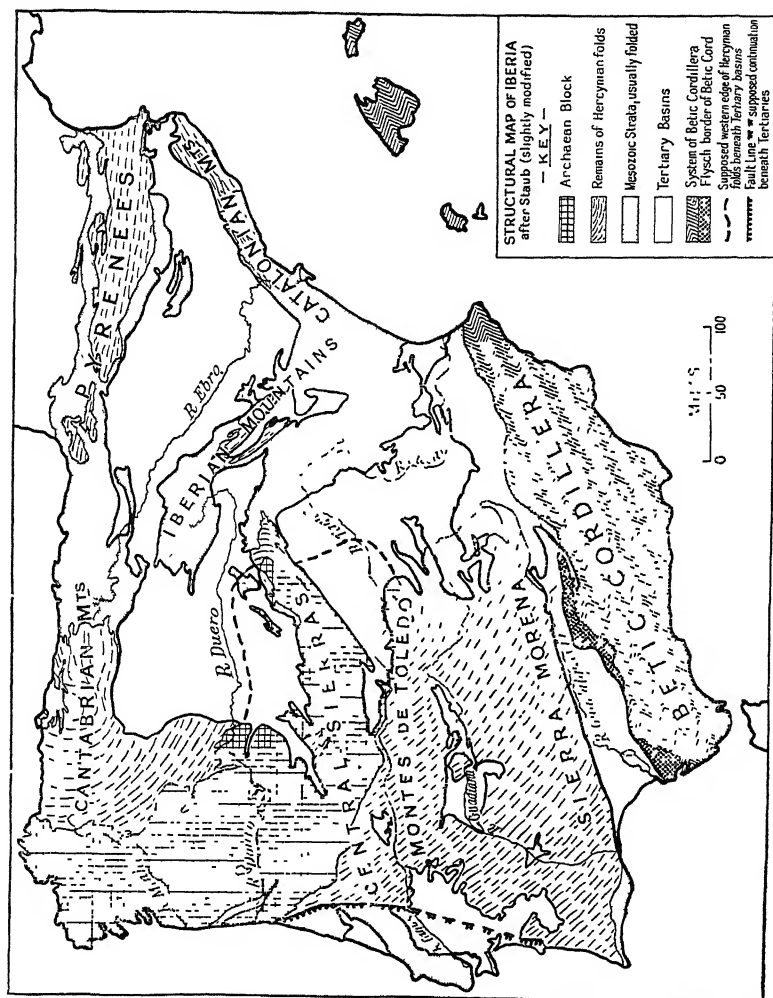 STRUCTURAL MAP OF IBERIA
after Staub (slightly modified)
— KEY —
Archaean Block
Remains of Hercyman folds
Mesozoic Strata, usually folded
Tertiary Basins
System of Betic Cordillera
Flysch border of Betic Cord
Supposed western edge of Hercyman
folds beneath Tertiary basins
Fault Line supposed continuation
beneath Tertiaries
CANTABRIAN MTS
PYRENEES
R. Ebro
CATALONIAN MTS
IBERIAN MOUNTAINS
R. Duero
CENTRAL SIERRAS
MONTES DE TOLEDO
R. Guadiana
SIERRA MORENA
BETIC CORDILLERA
0 50 100